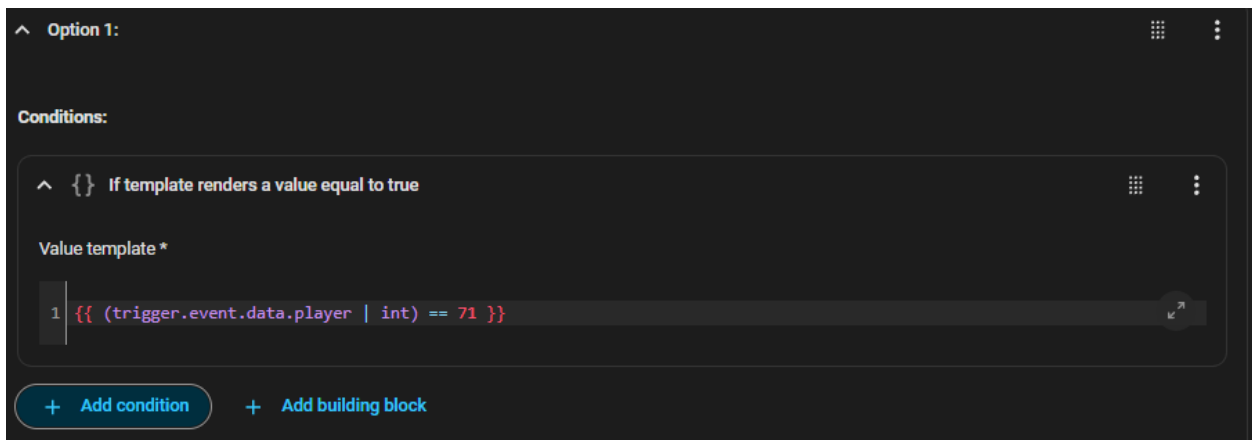 Option 1:
Conditions:
{} If template renders a value equal to true
Value template *
1 {{ (trigger.event.data.player | int) == 71 }}
+ Add condition + Add building block